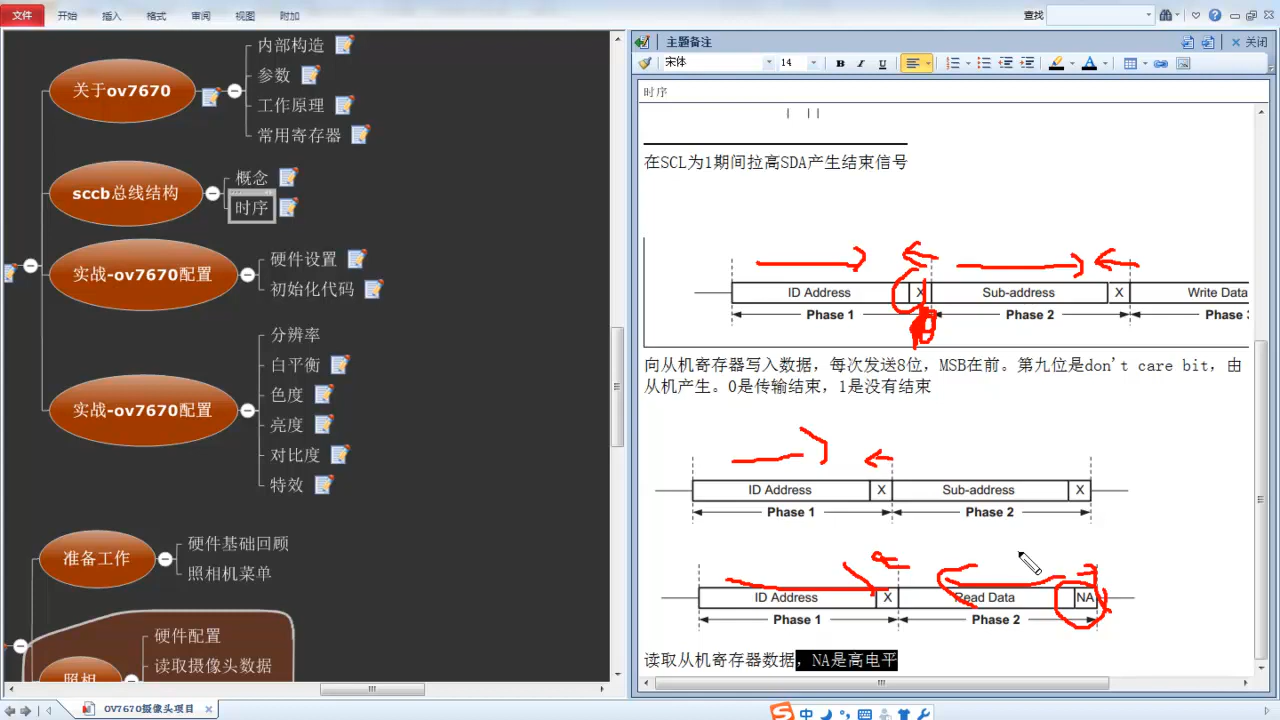 文件 开始 插入 格式 审阅 视图 附加 查找
关于ov7670
内部构造
参数
工作原理
常用寄存器
sccb总线结构
概念
时序
实战-ov7670配置
硬件设置
初始化代码
实战-ov7670配置
分辨率
白平衡
色度
亮度
对比度
特效
准备工作
硬件基础回顾
照相机菜单
照相
硬件配置
读取摄像头数据
OV7670摄像头项目
主题备注 关闭
宋体 14 B I U
时序
在SCL为1期间拉高SDA产生结束信号
ID Address X Sub-address X Write Data
Phase 1 Phase 2 Phase
向从机寄存器写入数据，每次发送8位，MSB在前。第九位是don't care bit，由
从机产生。0是传输结束，1是没有结束
ID Address X Sub-address X
Phase 1 Phase 2
ID Address X Read Data NA
Phase 1 Phase 2
读取从机寄存器数据，NA是高电平
中